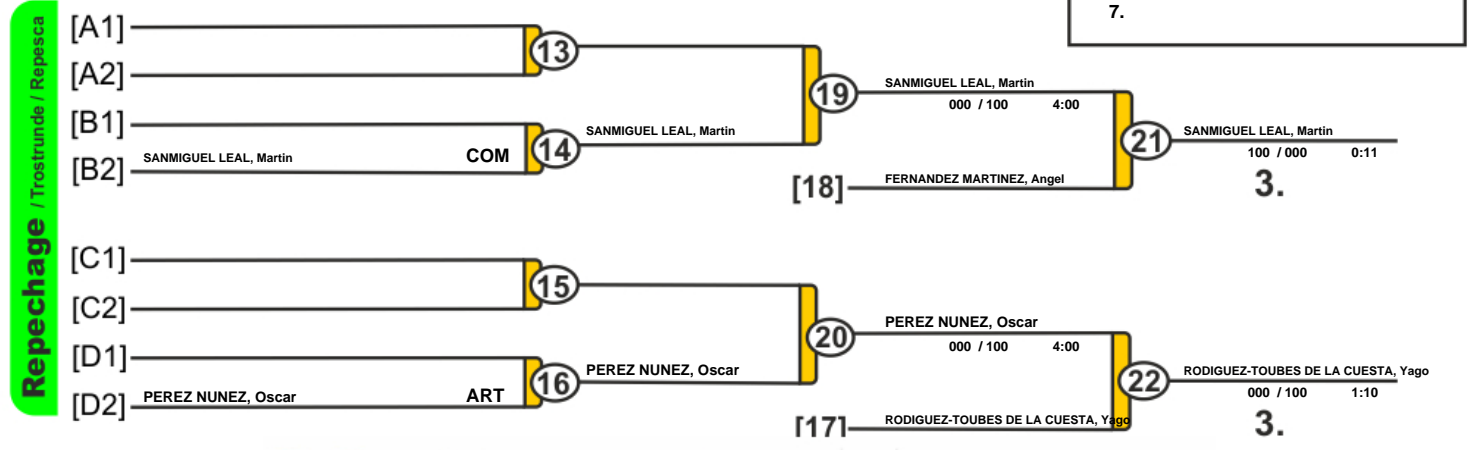 7.
Repechage / Trostrunde / Repesca
[A1]
13
[A2]
19
SANMIGUEL LEAL, Martin
000 / 100 4:00
[B1]
14
SANMIGUEL LEAL, Martin
[B2] SANMIGUEL LEAL, Martin COM
21
SANMIGUEL LEAL, Martin
100 / 000 0:11
3.
[18] FERNANDEZ MARTINEZ, Angel
[C1]
15
[C2]
20
PEREZ NUNEZ, Oscar
000 / 100 4:00
[D1]
16
PEREZ NUNEZ, Oscar
[D2] PEREZ NUNEZ, Oscar ART
22
RODIGUEZ-TOUBES DE LA CUESTA, Yago
000 / 100 1:10
3.
[17] RODIGUEZ-TOUBES DE LA CUESTA, Yago